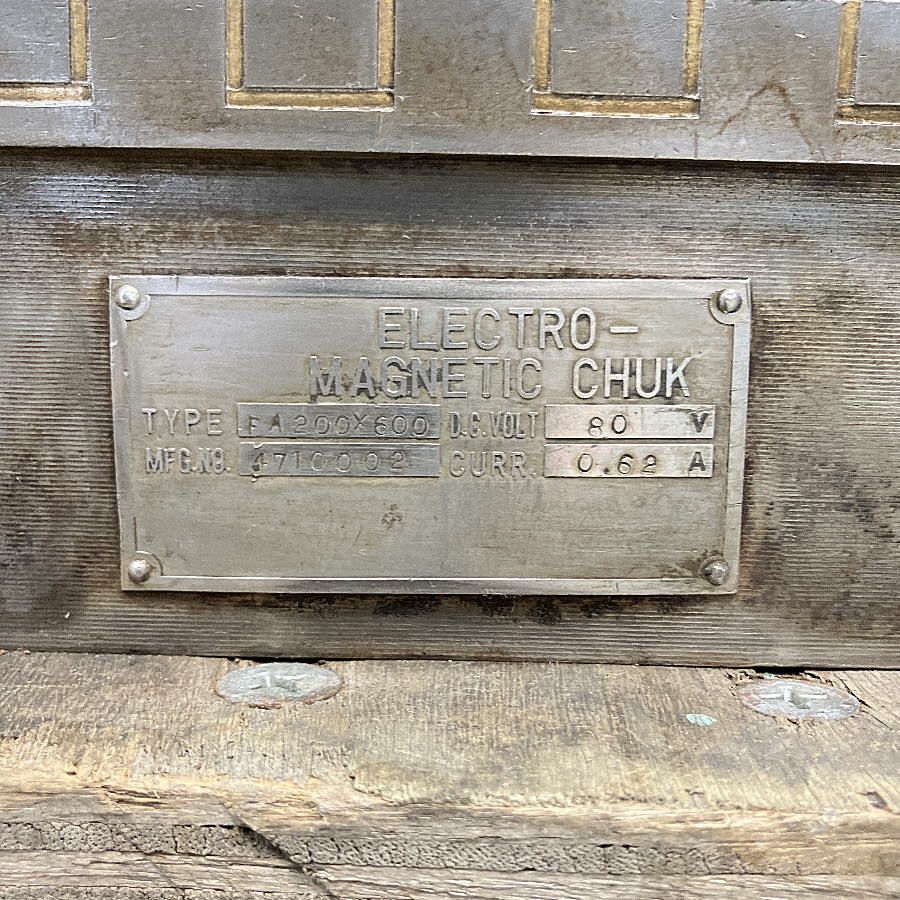 ELECTRO-
MAGNETIC CHUK
TYPE FA200X600 D.C.VOLT 80 V
MFG.NO. 4710002 CURR. 0.62 A